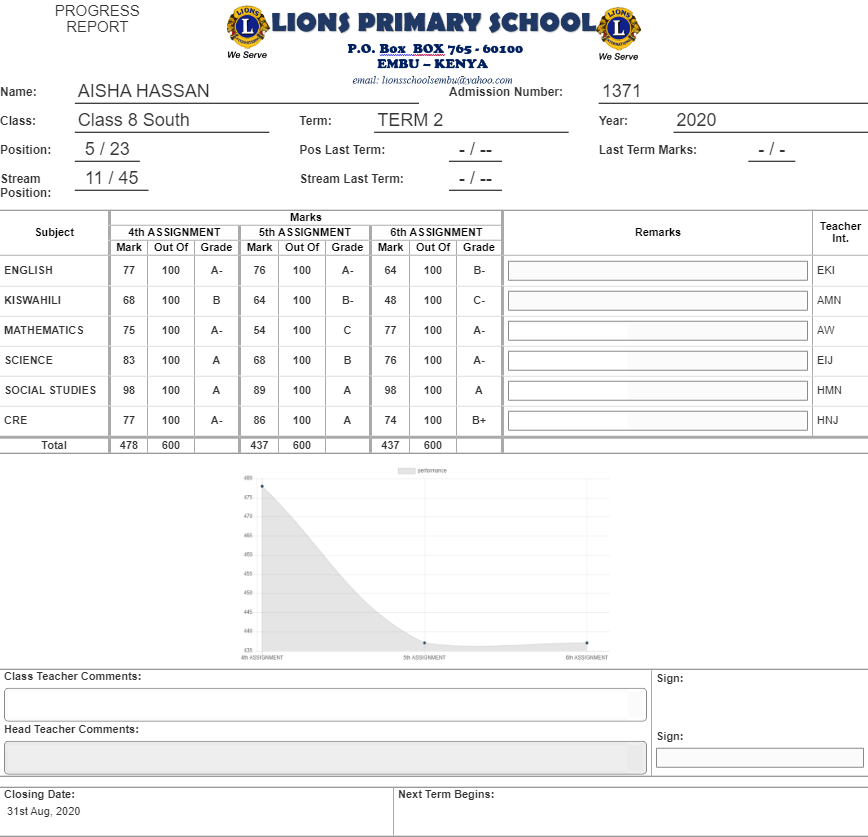 PROGRESS
REPORT
LIONS PRIMARY SCHOOL
We Serve
We Serve
P.O. Box BOX 765 - 60100
EMBU – KENYA
email: lionsschoolsembu@yahoo.com
Name: AISHA HASSAN Admission Number: 1371
Class: Class 8 South Term: TERM 2 Year: 2020
Position: 5 / 23 Pos Last Term: - / -- Last Term Marks: - / -
Stream Position: 11 / 45 Stream Last Term: - / --
Marks
Subject 4th ASSIGNMENT 5th ASSIGNMENT 6th ASSIGNMENT Remarks Teacher Int.
Mark Out Of Grade Mark Out Of Grade Mark Out Of Grade
ENGLISH 77 100 A- 76 100 A- 64 100 B- EKI
KISWAHILI 68 100 B 64 100 B- 48 100 C- AMN
MATHEMATICS 75 100 A- 54 100 C 77 100 A- AW
SCIENCE 83 100 A 68 100 B 76 100 A- EIJ
SOCIAL STUDIES 98 100 A 89 100 A 98 100 A HMN
CRE 77 100 A- 86 100 A 74 100 B+ HNJ
Total 478 600 437 600 437 600
performance
480
475
470
465
460
455
450
445
440
435
4th ASSIGNMENT 5th ASSIGNMENT 6th ASSIGNMENT
Class Teacher Comments: Sign:
Head Teacher Comments: Sign:
Closing Date: Next Term Begins:
31st Aug, 2020